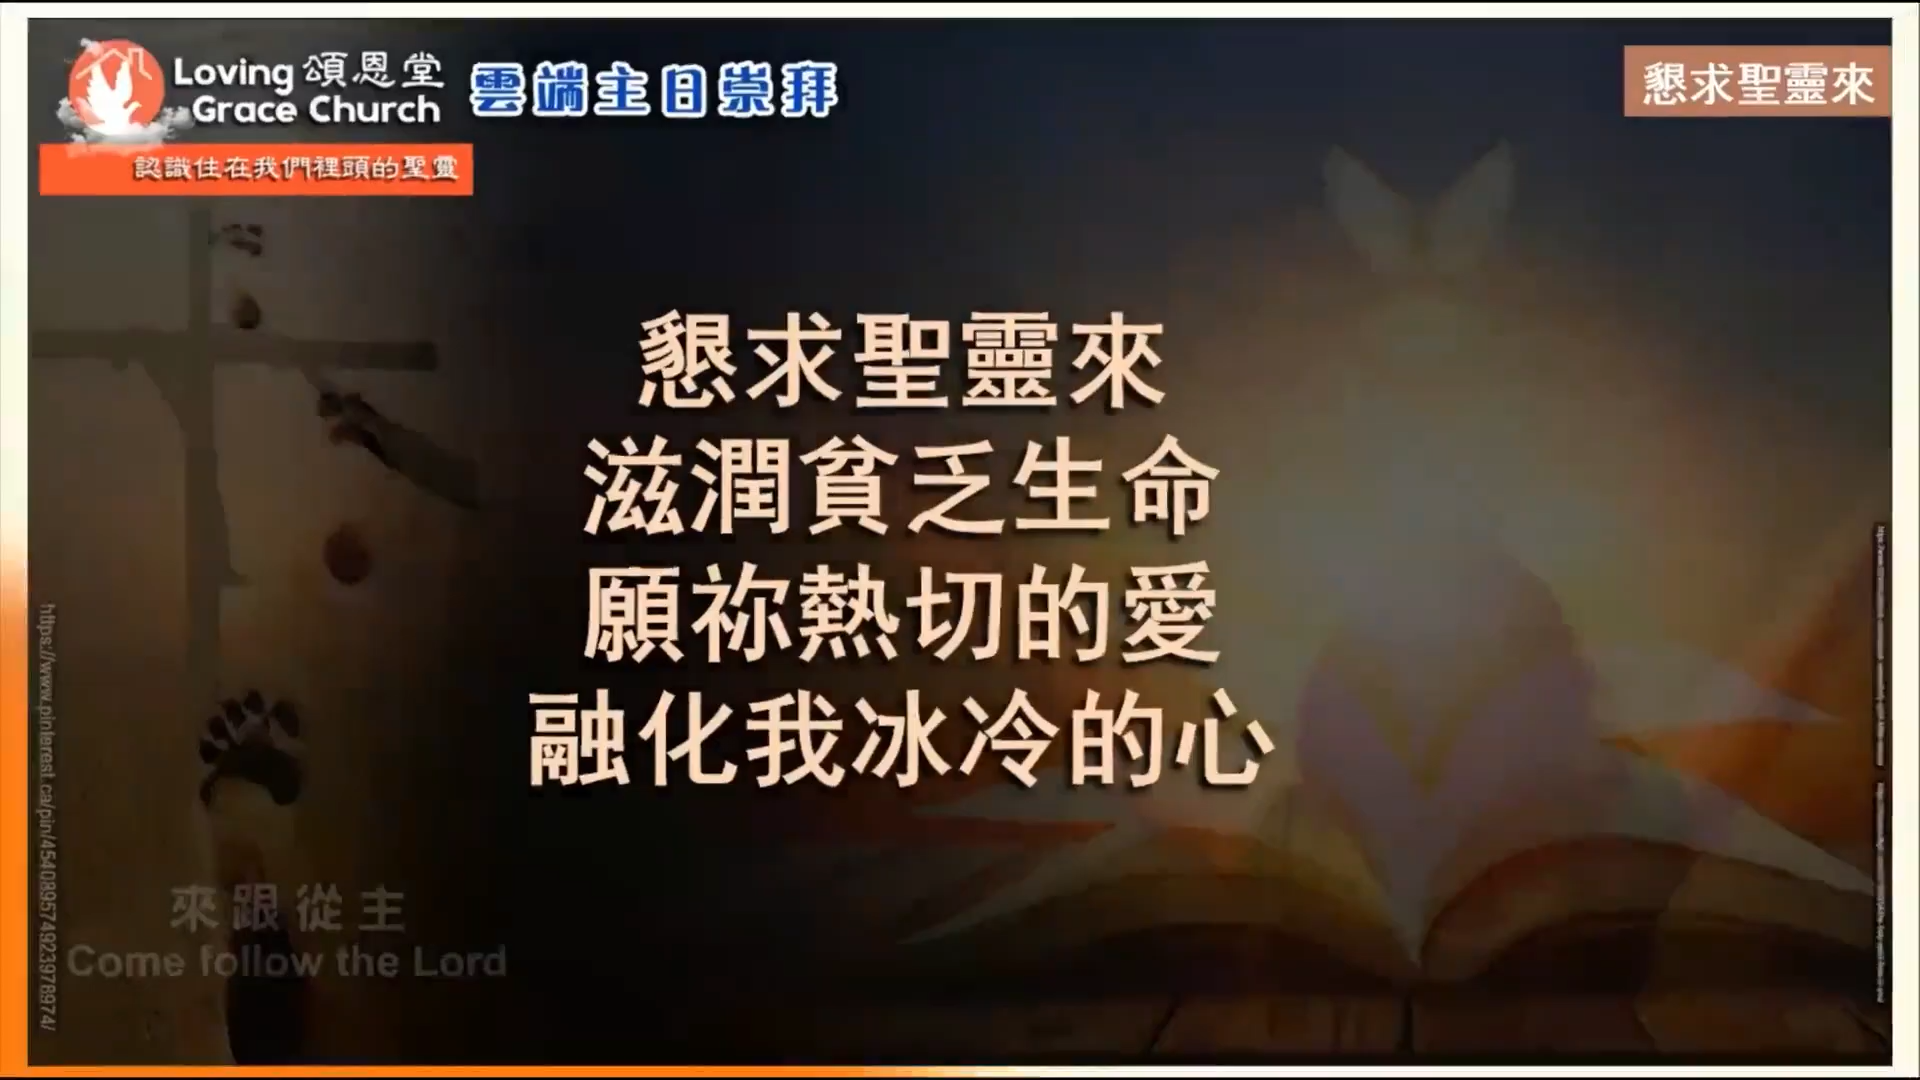 Loving 頌恩堂
Grace Church
雲端主日崇拜
懇求聖靈來
認識住在我們裡頭的聖靈
懇求聖靈來
滋潤貧乏生命
願祢熱切的愛
融化我冰冷的心
來跟從主
Come follow the Lord
https://www.pinterest.ca/pin/454089574923978974/